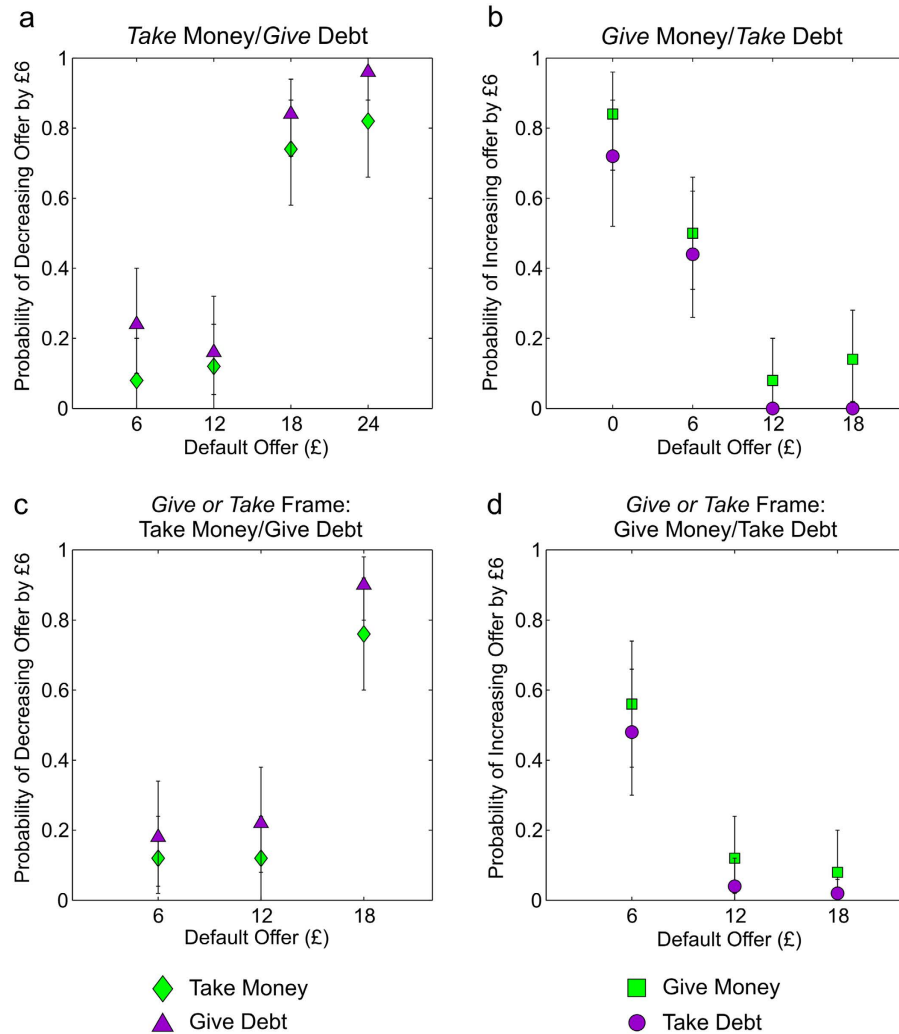 a
Take Money/Give Debt
Probability of Decreasing Offer by £6
1
0.8
0.6
0.4
0.2
0
6 12 18 24
Default Offer (£)
b
Give Money/Take Debt
Probability of Increasing offer by £6
1
0.8
0.6
0.4
0.2
0
0 6 12 18
Default Offer (£)
c
Give or Take Frame:
Take Money/Give Debt
Probability of Decreasing Offer by £6
1
0.8
0.6
0.4
0.2
0
6 12 18
Default Offer (£)
d
Give or Take Frame:
Give Money/Take Debt
Probability of Increasing Offer by £6
1
0.8
0.6
0.4
0.2
0
6 12 18
Default Offer (£)
Take Money
Give Debt
Give Money
Take Debt